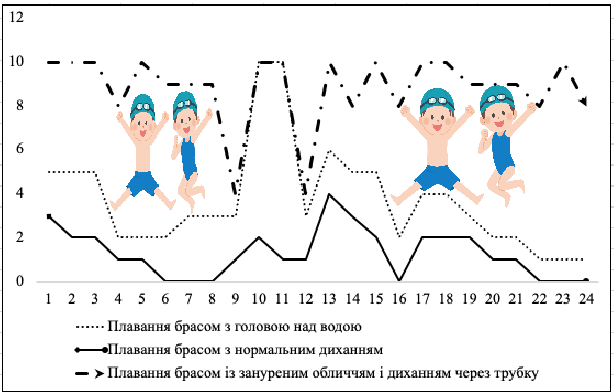 12
10
8
6
4
2
0
1 2 3 4 5 6 7 8 9 10 11 12 13 14 15 16 17 18 19 20 21 22 23 24
Плавання брасом з головою над водою
Плавання брасом з нормальним диханням
Плавання брасом із зануреним обличчям і диханням через трубку